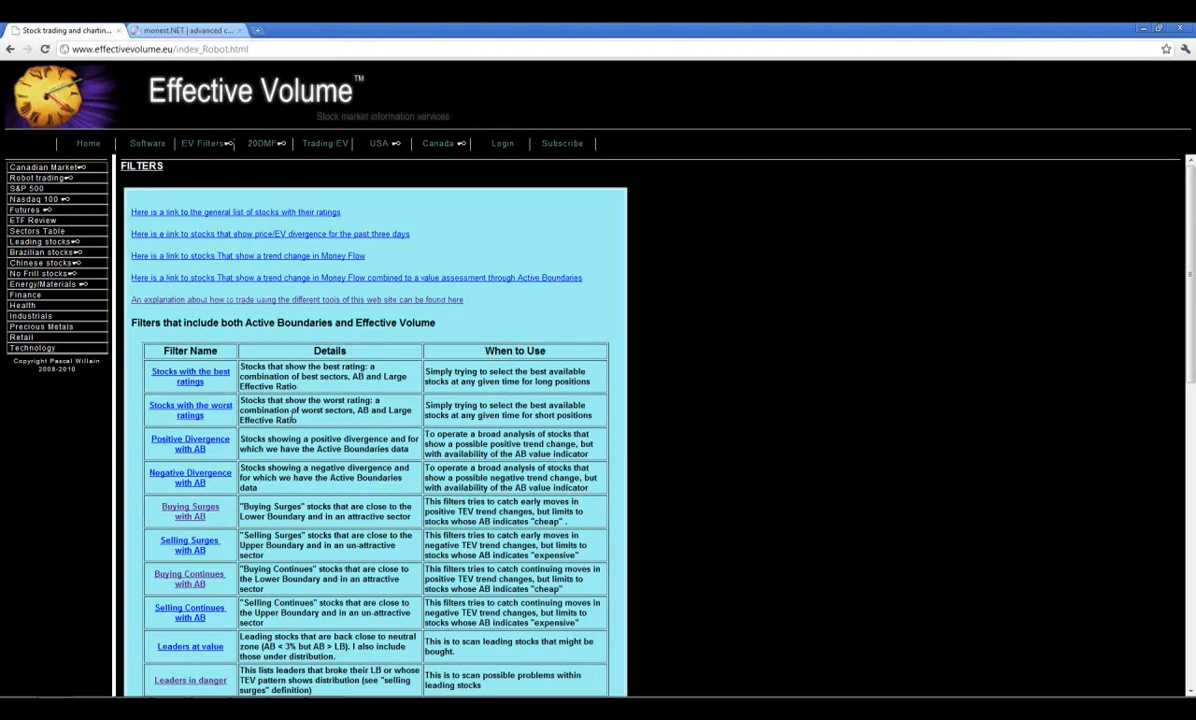 Stock trading and chartin...
monest.NET | advanced c...
www.effectivevolume.eu/index_Robot.html
Effective Volume™
Stock market information services
Home
Software
EV Filters
20DMF
Trading EV
USA
Canada
Login
Subscribe
Canadian Market
Robot trading
S&P 500
Nasdaq 100
Futures
ETF Review
Sectors Table
Leading stocks
Brazilian stocks
Chinese stocks
No Frill stocks
Energy/Materials
Finance
Health
Industrials
Precious Metals
Retail
Technology
Copyright Pascal Willain
2008-2010
FILTERS
Here is a link to the general list of stocks with their ratings
Here is a link to stocks that show price/EV divergence for the past three days
Here is a link to stocks That show a trend change in Money Flow
Here is a link to stocks That show a trend change in Money Flow combined to a value assessment through Active Boundaries
An explanation about how to trade using the different tools of this web site can be found here
Filters that include both Active Boundaries and Effective Volume
Filter Name
Details
When to Use
Stocks with the best
ratings
Stocks that show the best rating: a
combination of best sectors, AB and Large
Effective Ratio
Simply trying to select the best available
stocks at any given time for long positions
Stocks with the worst
ratings
Stocks that show the worst rating: a
combination of worst sectors, AB and Large
Effective Ratio
Simply trying to select the best available
stocks at any given time for short positions
Positive Divergence
with AB
Stocks showing a positive divergence and for
which we have the Active Boundaries data
To operate a broad analysis of stocks that
show a possible positive trend change, but
with availability of the AB value indicator
Negative Divergence
with AB
Stocks showing a negative divergence and
for which we have the Active Boundaries
data
To operate a broad analysis of stocks that
show a possible negative trend change, but
with availability of the AB value indicator
Buying Surges
with AB
"Buying Surges" stocks that are close to the
Lower Boundary and in an attractive sector
This filters tries to catch early moves in
positive TEV trend changes, but limits to
stocks whose AB indicates "cheap" .
Selling Surges
with AB
"Selling Surges" stocks that are close to the
Upper Boundary and in an un-attractive
sector
This filters tries to catch early moves in
negative TEV trend changes, but limits to
stocks whose AB indicates "expensive"
Buying Continues
with AB
"Buying Continues" stocks that are close to
the Lower Boundary and in an attractive
sector
This filters tries to catch continuing moves in
positive TEV trend changes, but limits to
stocks whose AB indicates "cheap"
Selling Continues
with AB
"Selling Continues" stocks that are close to
the Upper Boundary and in an un-attractive
sector
This filters tries to catch continuing moves in
negative TEV trend changes, but limits to
stocks whose AB indicates "expensive"
Leaders at value
Leading stocks that are back close to neutral
zone (AB < 3% but AB > LB). I also include
those under distribution.
This is to scan leading stocks that might be
bought.
Leaders in danger
This lists leaders that broke their LB or whose
TEV pattern shows distribution (see "selling
surges" definition)
This is to scan possible problems within
leading stocks